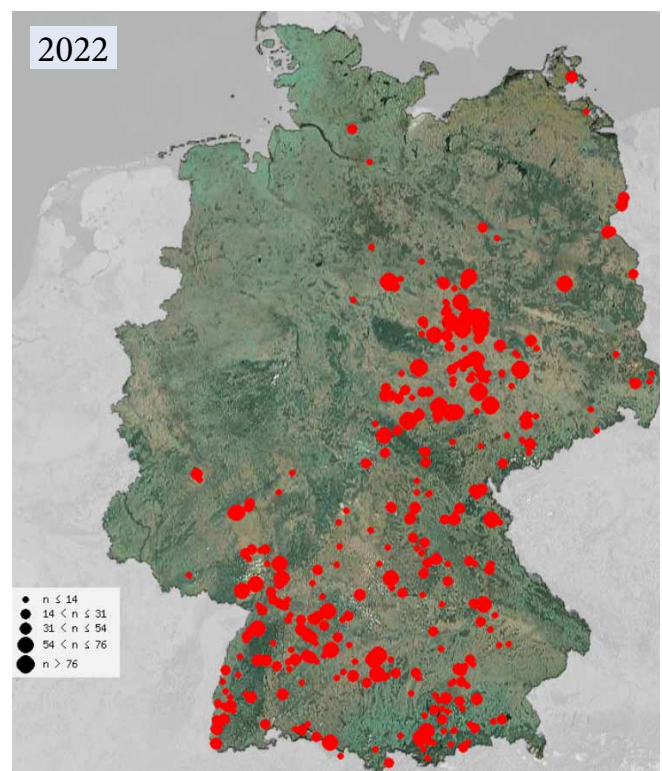 2022
n ≤ 14
14 < n ≤ 31
31 < n ≤ 54
54 < n ≤ 76
n > 76